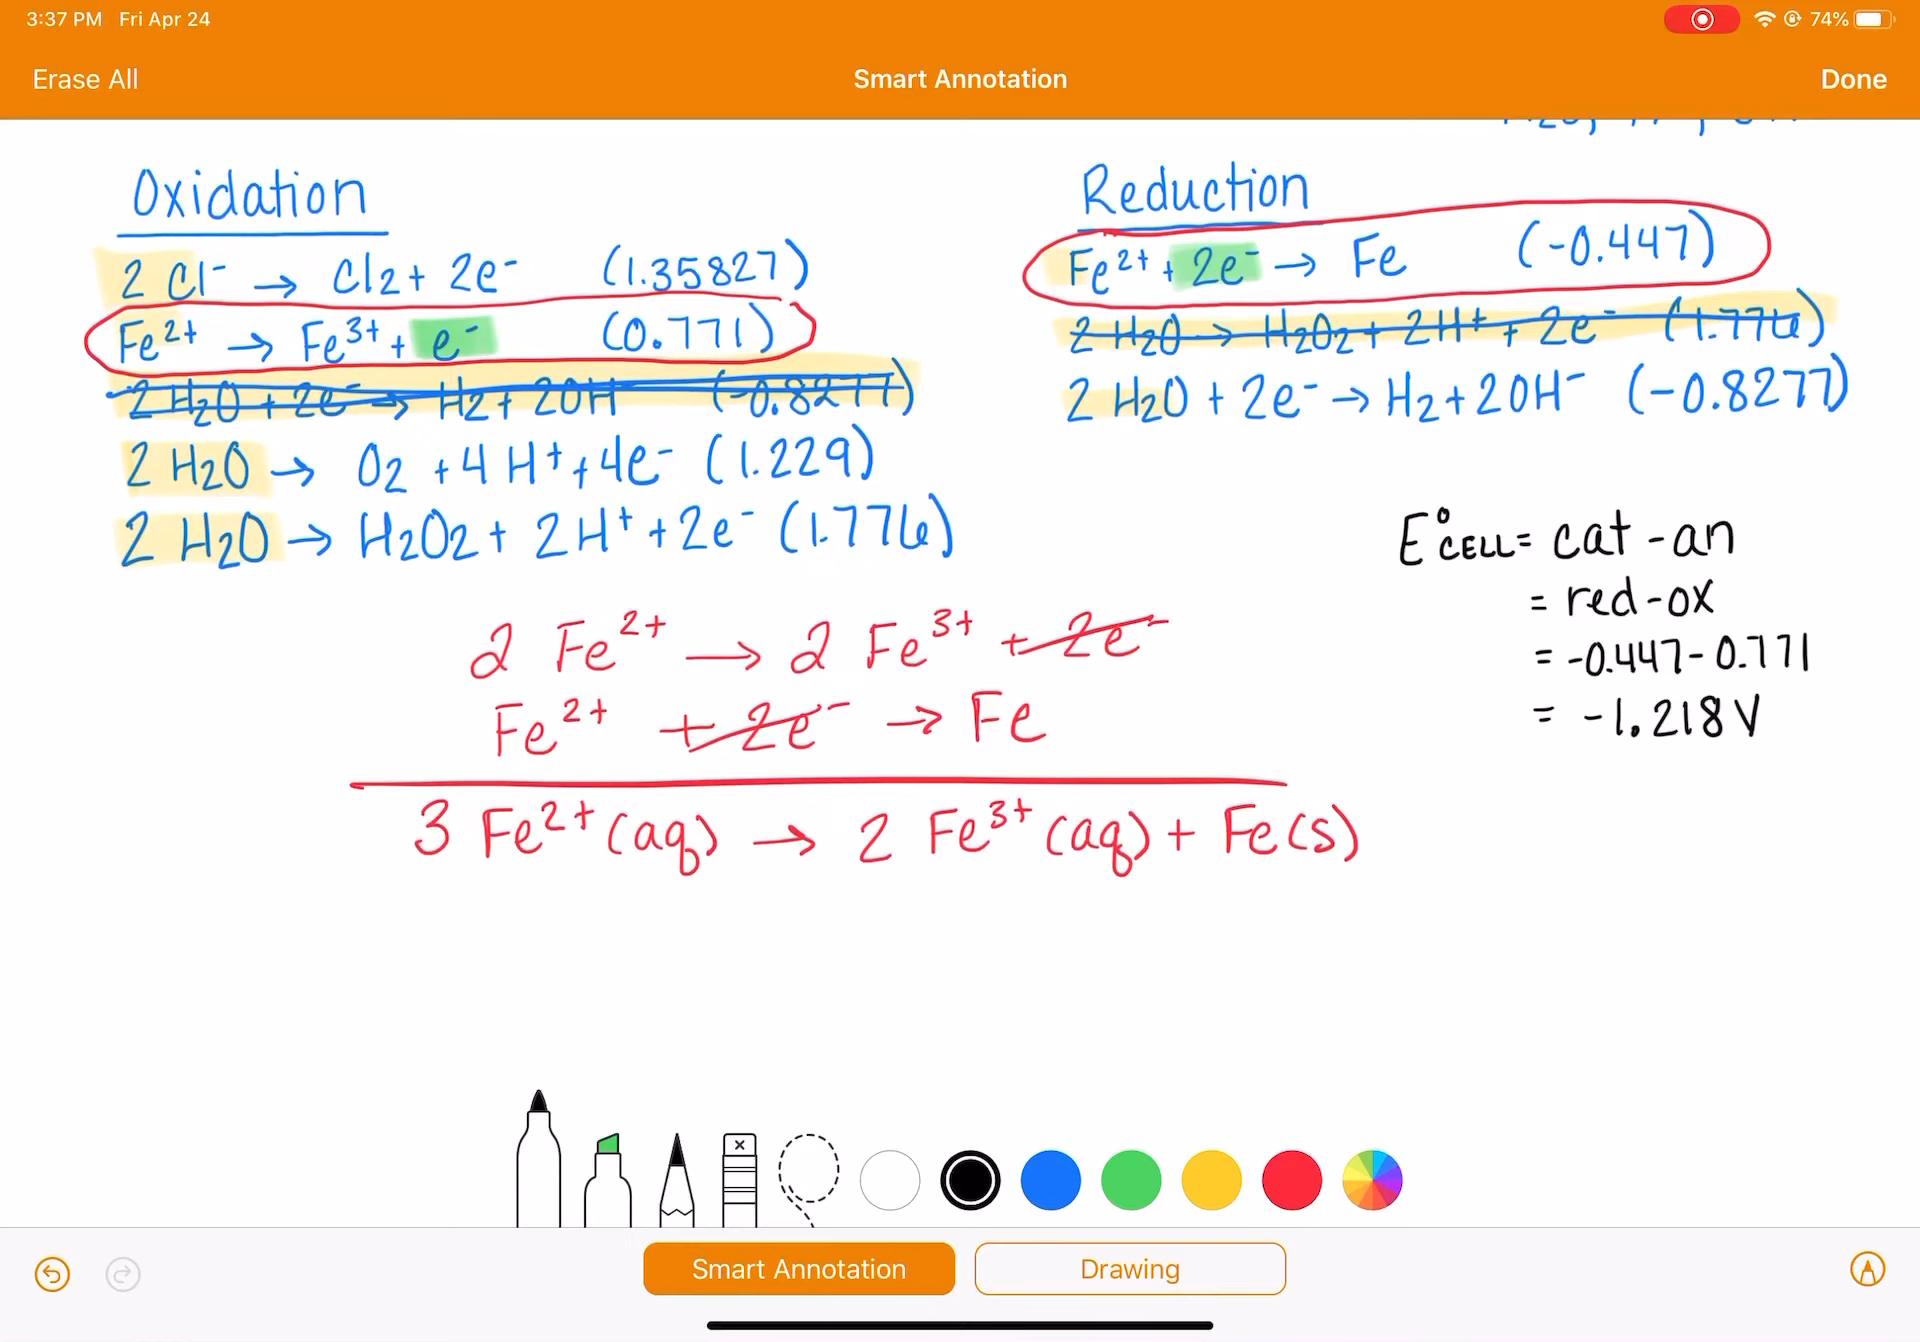 3:37 PM Fri Apr 24
74%
Erase All
Smart Annotation
Done
Oxidation
2 Cl⁻ → Cl₂ + 2e⁻ (1.35827)
Fe²⁺ → Fe³⁺ + e⁻ (0.771)
2 H₂O + 2e⁻ → H₂ + 2OH⁻ (-0.8277)
2 H₂O → O₂ + 4 H⁺ + 4e⁻ (1.229)
2 H₂O → H₂O₂ + 2H⁺ + 2e⁻ (1.776)
Reduction
Fe²⁺ + 2e⁻ → Fe (-0.447)
2 H₂O → H₂O₂ + 2H⁺ + 2e⁻ (1.776)
2 H₂O + 2e⁻ → H₂ + 2OH⁻ (-0.8277)
E°CELL = cat - an
= red - ox
= -0.447 - 0.771
= -1.218 V
2 Fe²⁺ → 2 Fe³⁺ + 2e⁻
Fe²⁺ + 2e⁻ → Fe
3 Fe²⁺(aq) → 2 Fe³⁺(aq) + Fe(s)
Smart Annotation
Drawing